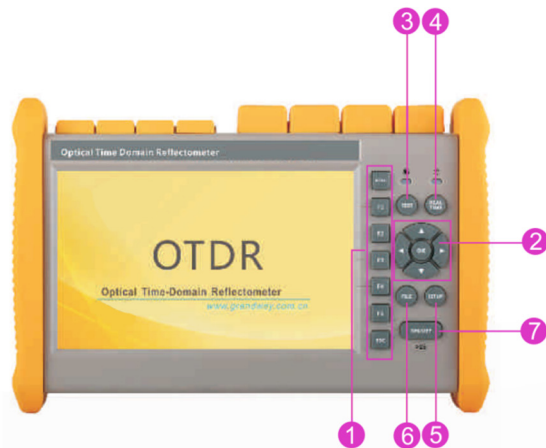 3 4
Optical Time Domain Reflectometer
MENU
F1
TEST
REAL TIME
F2
OK
2
OTDR
F3
Optical Time-Domain Reflectometer
F4
www.grandway.com.cn
FILE
SETUP
F5
ON/OFF
7
ESC
1 6 5